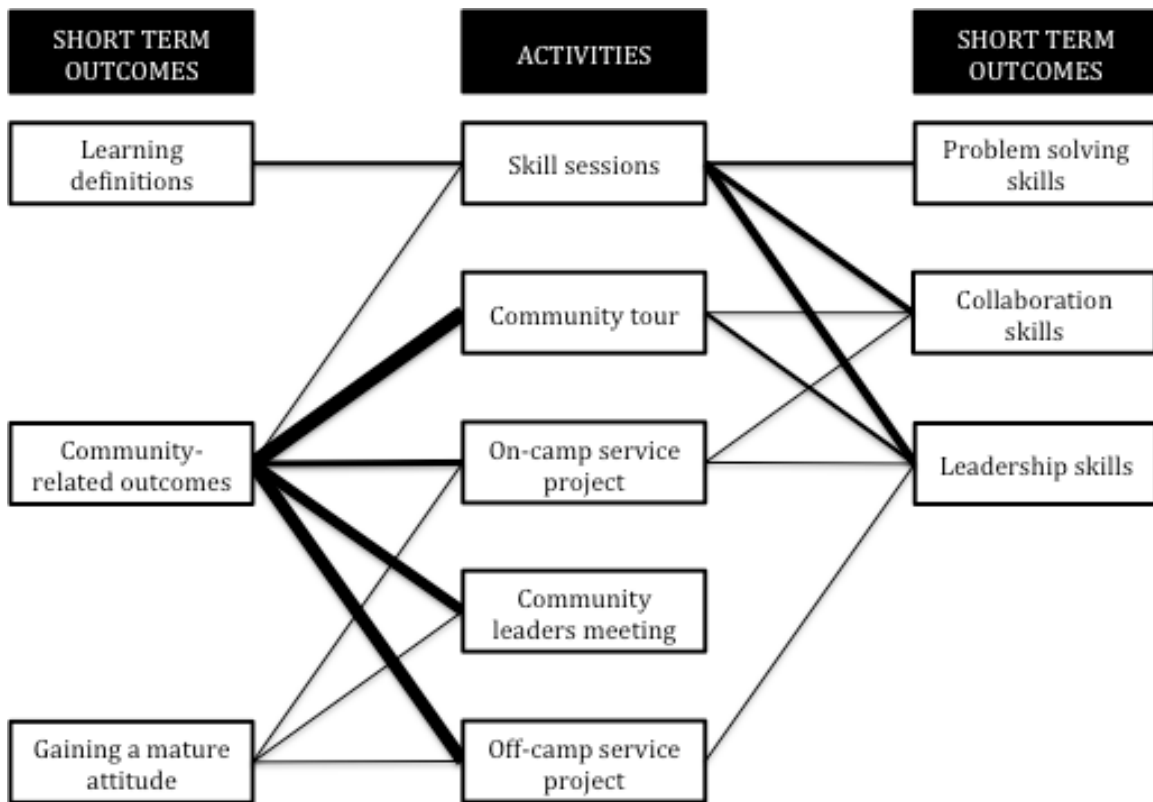 SHORT TERM
OUTCOMES
ACTIVITIES
SHORT TERM
OUTCOMES
Learning
definitions
Skill sessions
Problem solving
skills
Community tour
Collaboration
skills
Community-
related outcomes
On-camp service
project
Leadership skills
Community
leaders meeting
Gaining a mature
attitude
Off-camp service
project